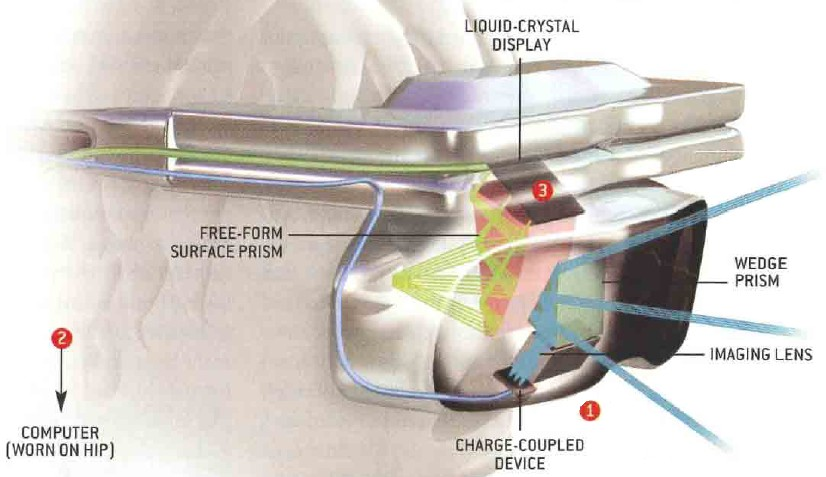 LIQUID-CRYSTAL
DISPLAY
3
FREE-FORM
SURFACE PRISM
WEDGE
PRISM
2
IMAGING LENS
1
COMPUTER
(WORN ON HIP)
CHARGE-COUPLED
DEVICE